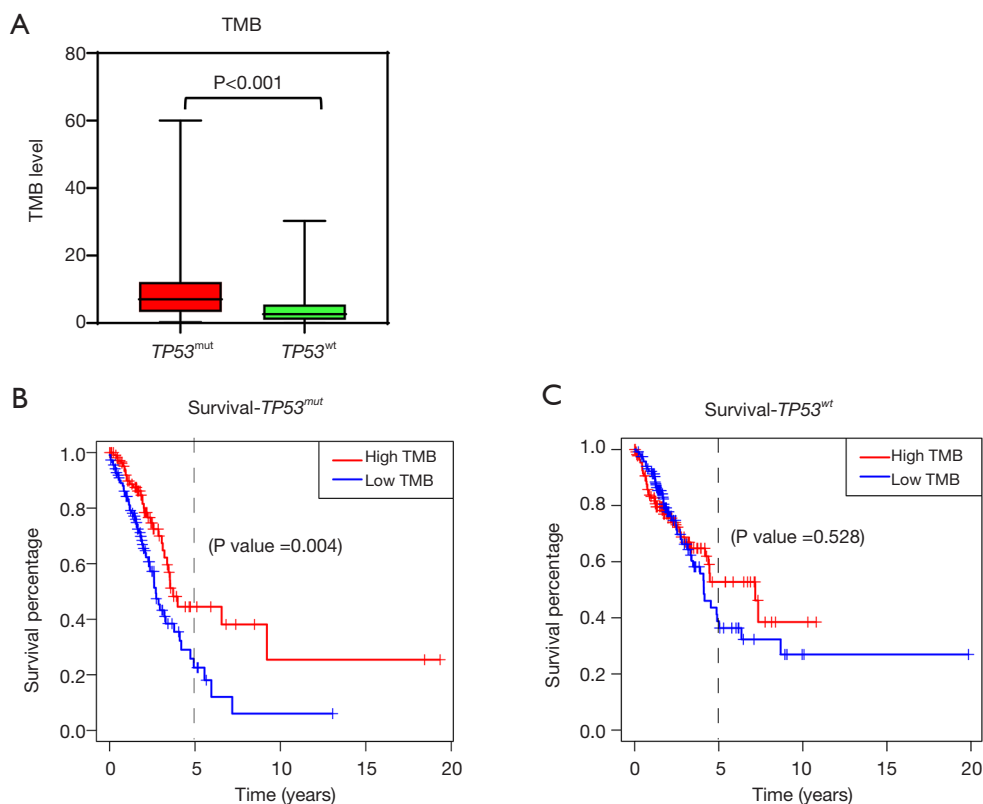 A
TMB
80
60
40
20
0
TMB level
P<0.001
TP53mut
TP53wt
B
Survival-TP53mut
1.0
0.8
0.6
0.4
0.2
0.0
Survival percentage
High TMB
Low TMB
(P value =0.004)
0 5 10 15 20
Time (years)
C
Survival-TP53wt
1.0
0.8
0.6
0.4
0.2
0.0
Survival percentage
High TMB
Low TMB
(P value =0.528)
0 5 10 15 20
Time (years)